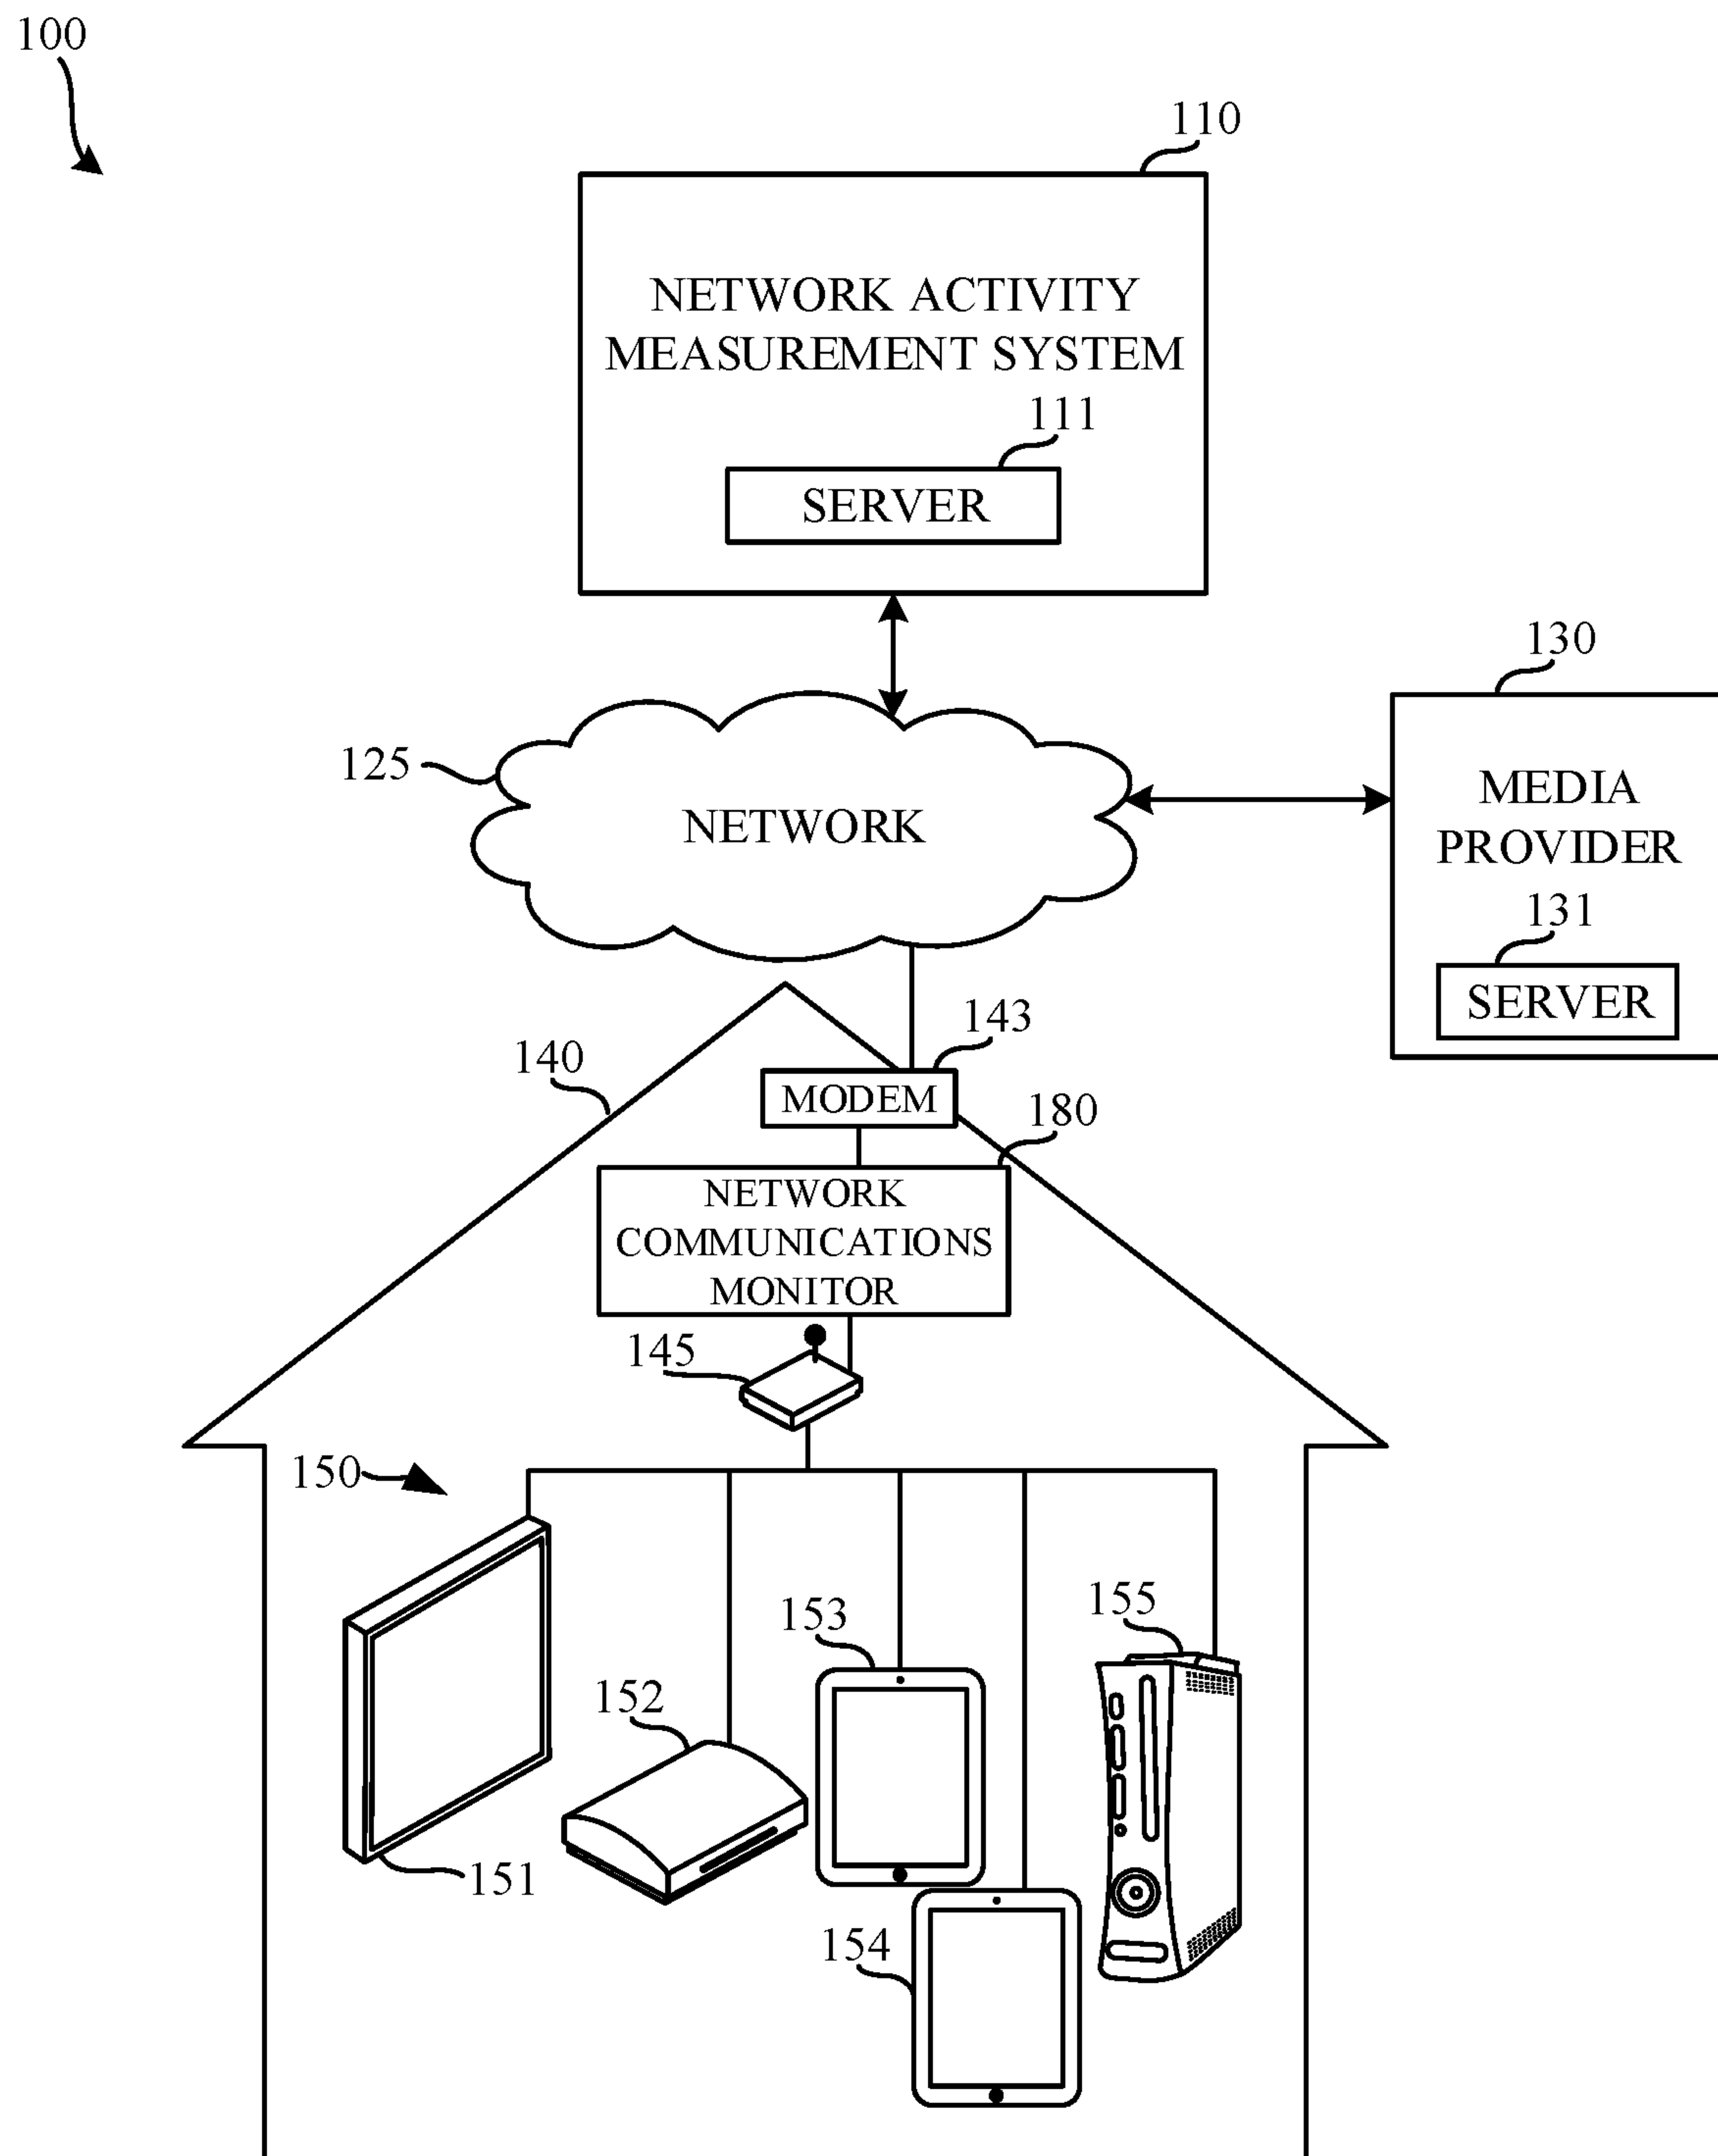 100
110
NETWORK ACTIVITY
MEASUREMENT SYSTEM
111
SERVER
130
125
NETWORK
MEDIA
PROVIDER
131
SERVER
143
140
MODEM
180
NETWORK
COMMUNICATIONS
MONITOR
145
150
153
155
152
151
154